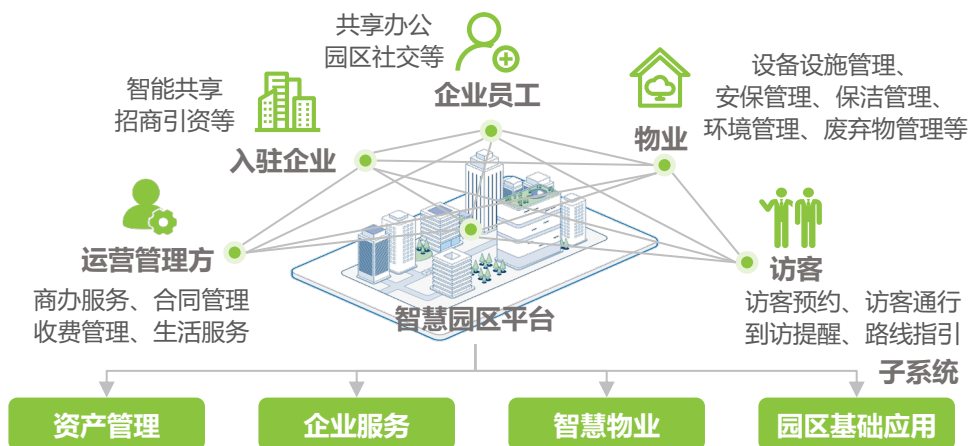 共享办公
园区社交等
企业员工
智能共享
招商引资等
入驻企业
设备设施管理、
安保管理、保洁管理、
环境管理、废弃物管理等
物业
运营管理方
商办服务、合同管理
收费管理、生活服务
访客
访客预约、访客通行
到访提醒、路线指引
智慧园区平台
子系统
资产管理
企业服务
智慧物业
园区基础应用